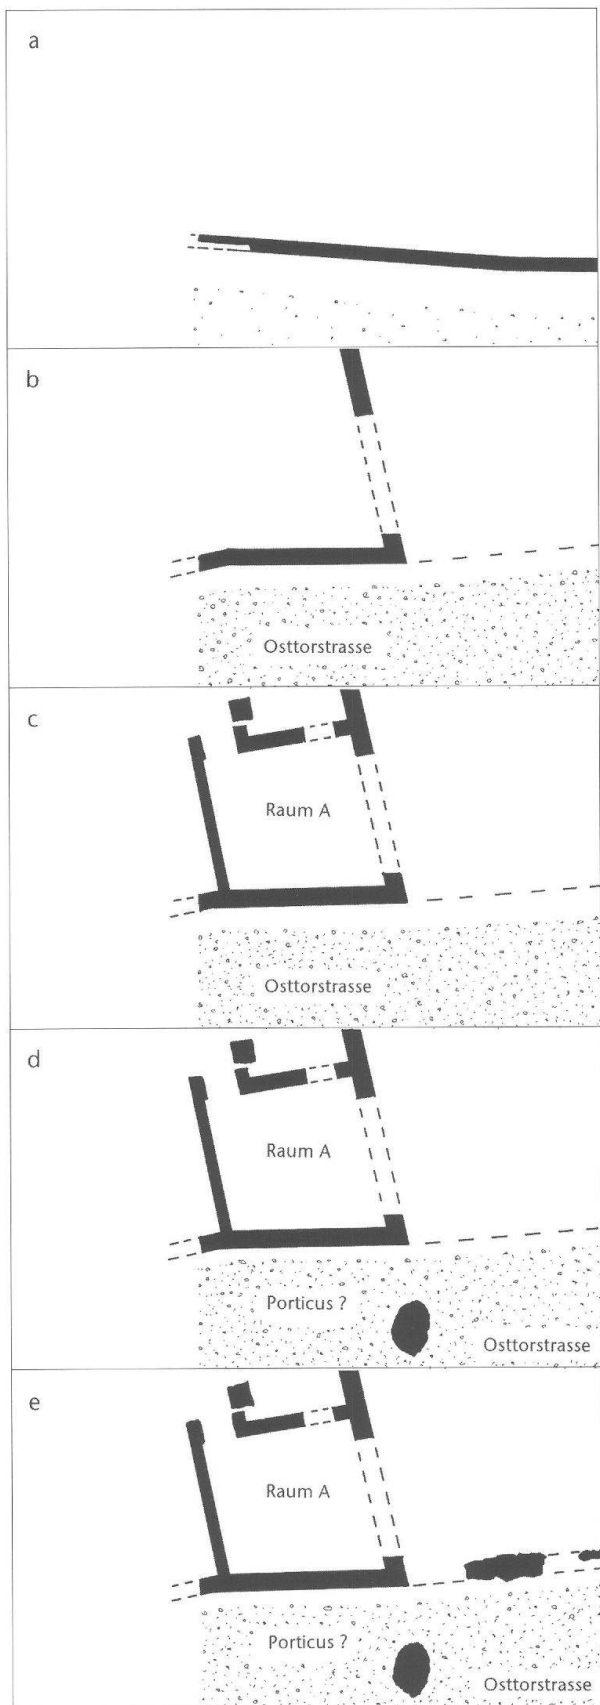 a
b
Osttorstrasse
c
Raum A
Osttorstrasse
d
Raum A
Porticus ?
Osttorstrasse
e
Raum A
Porticus ?
Osttorstrasse